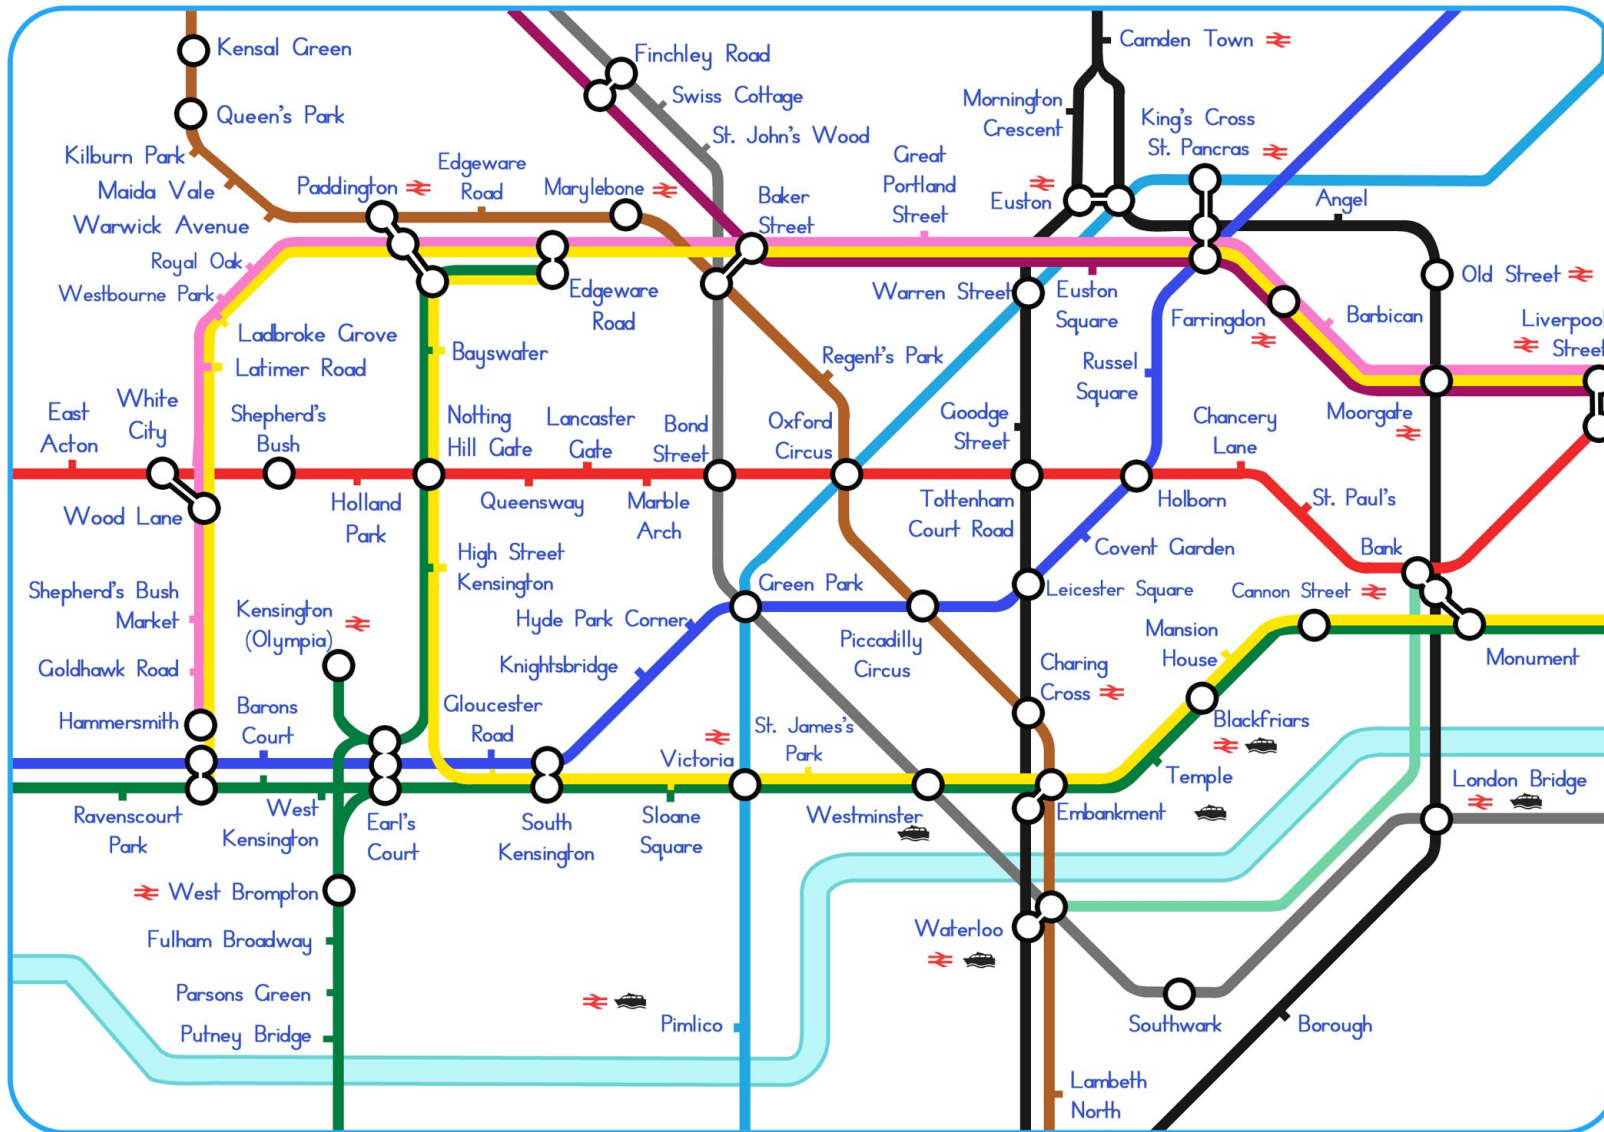 Kensal Green
Finchley Road
Camden Town
Queen's Park
Swiss Cottage
Mornington
Crescent
King's Cross
St. Pancras
St. John's Wood
Kilburn Park
Maida Vale
Warwick Avenue
Paddington
Edgeware
Road
Marylebone
Baker
Street
Great
Portland
Street
Euston
Angel
Royal Oak
Westbourne Park
Ladbroke Grove
Latimer Road
Edgeware
Road
Warren Street
Euston
Square
Farringdon
Barbican
Old Street
Liverpool
Street
Bayswater
Regent's Park
Russel
Square
Moorgate
East
Acton
White
City
Shepherd's
Bush
Notting
Hill Gate
Lancaster
Gate
Bond
Street
Oxford
Circus
Goodge
Street
Chancery
Lane
Wood Lane
Holland
Park
Queensway
Marble
Arch
Tottenham
Court Road
Holborn
St. Paul's
High Street
Kensington
Covent Garden
Bank
Shepherd's Bush
Market
Kensington
(Olympia)
Green Park
Hyde Park Corner
Leicester Square
Cannon Street
Goldhawk Road
Knightsbridge
Piccadilly
Circus
Charing
Cross
Mansion
House
Monument
Hammersmith
Barons
Court
Gloucester
Road
Victoria
St. James's
Park
Blackfriars
Temple
London Bridge
Ravenscourt
Park
West
Kensington
Earl's
Court
South
Kensington
Sloane
Square
Westminster
Embankment
West Brompton
Fulham Broadway
Waterloo
Parsons Green
Putney Bridge
Pimlico
Southwark
Borough
Lambeth
North